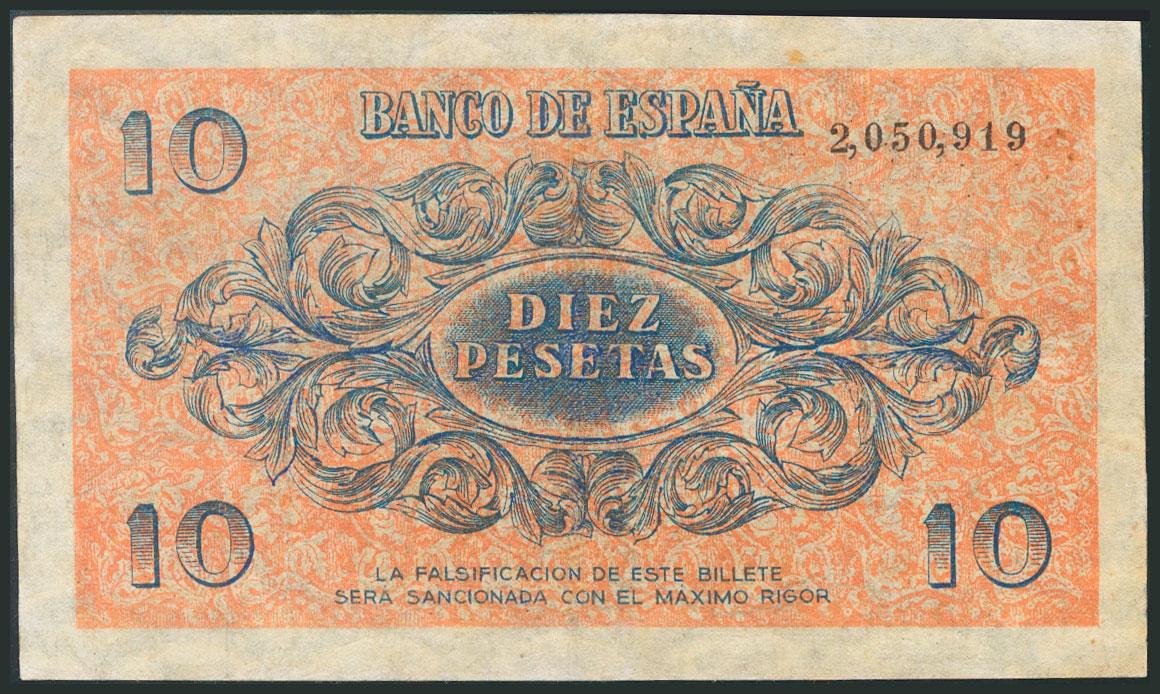 10
BANCO DE ESPAÑA
2,050,919
DIEZ
PESETAS
10
10
LA FALSIFICACION DE ESTE BILLETE
SERA SANCIONADA CON EL MAXIMO RIGOR